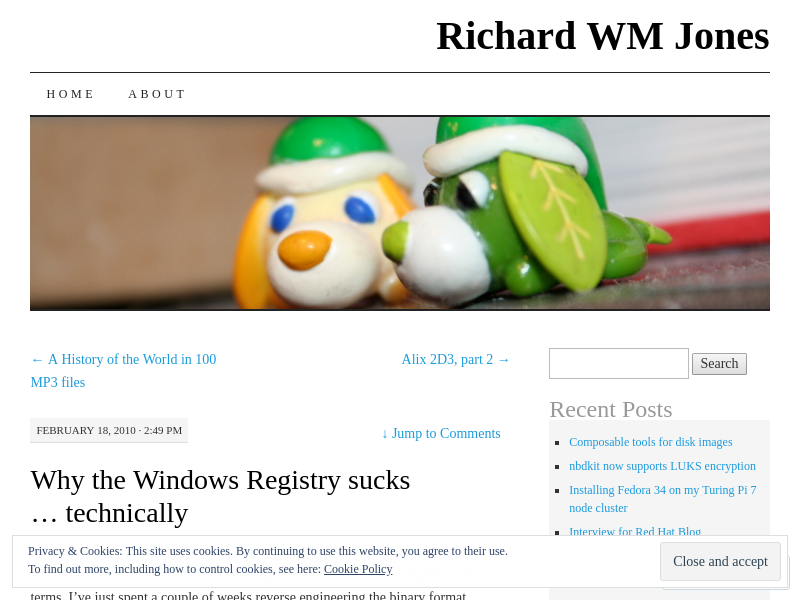 Richard WM Jones
HOME ABOUT
← A History of the World in 100
MP3 files
Alix 2D3, part 2 →
Search
Recent Posts
Composable tools for disk images
nbdkit now supports LUKS encryption
Installing Fedora 34 on my Turing Pi 7
node cluster
Interview for Red Hat Blog
FEBRUARY 18, 2010 · 2:49 PM
↓ Jump to Comments
Why the Windows Registry sucks
… technically
Privacy & Cookies: This site uses cookies. By continuing to use this website, you agree to their use.
To find out more, including how to control cookies, see here: Cookie Policy
Close and accept
terms. I’ve just spent a couple of weeks reverse engineering the binary format